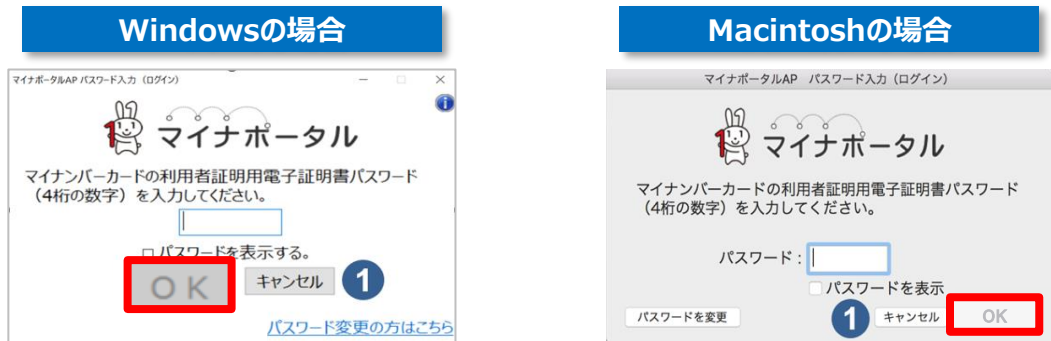 Windowsの場合
マイナポータルAP パスワード入力（ログイン）
マイナポータル
マイナンバーカードの利用者証明用電子証明書パスワード
（4桁の数字）を入力してください。
パスワードを表示する。
OK
キャンセル
1
パスワード変更の方はこちら
Macintoshの場合
マイナポータルAP パスワード入力（ログイン）
マイナポータル
マイナンバーカードの利用者証明用電子証明書パスワード
（4桁の数字）を入力してください。
パスワード：
パスワードを表示
パスワードを変更
1
キャンセル
OK